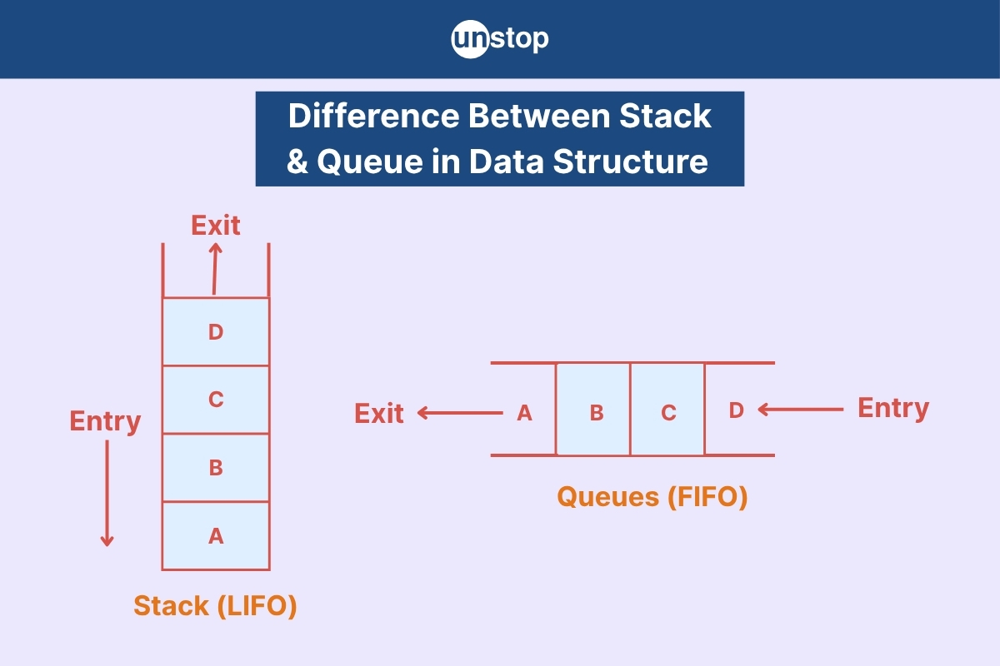 unstop
Difference Between Stack
& Queue in Data Structure
Exit
D
C
B
A
Entry
Stack (LIFO)
Exit
A
B
C
D
Entry
Queues (FIFO)